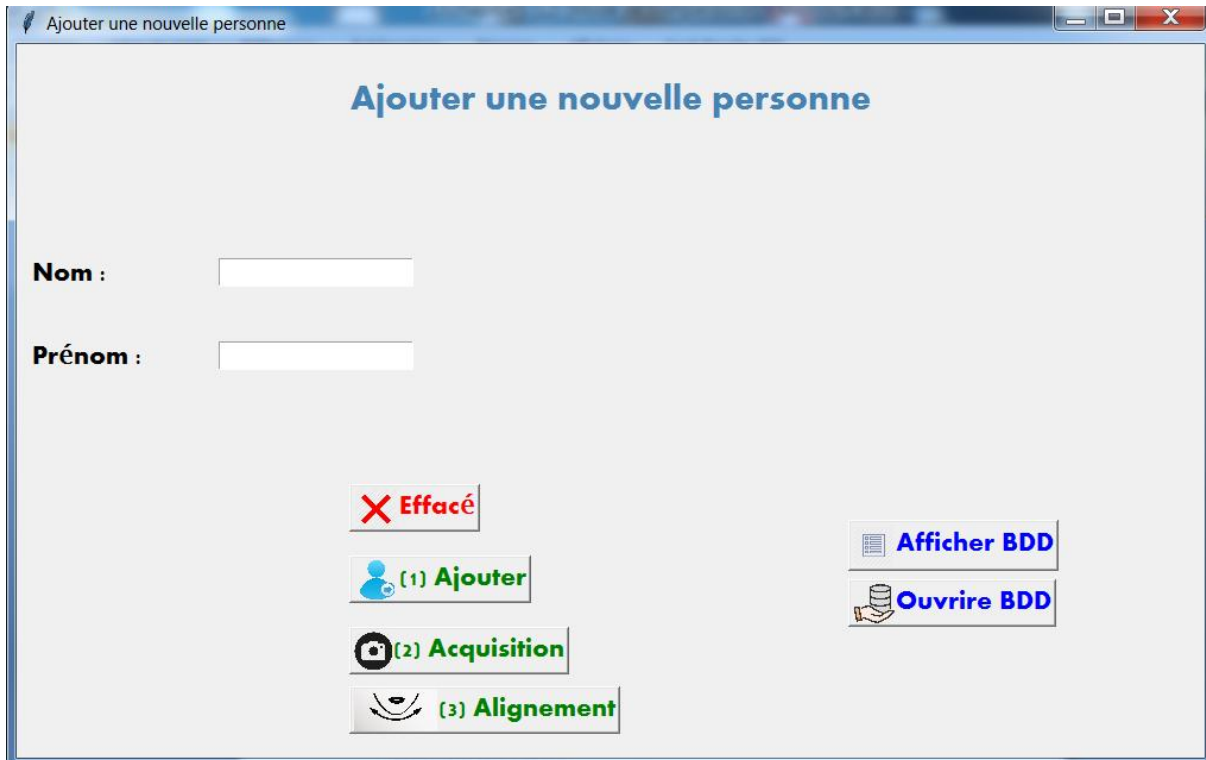 Ajouter une nouvelle personne
Ajouter une nouvelle personne
Nom :
Prénom :
Effacé
(1) Ajouter
(2) Acquisition
(3) Alignement
Afficher BDD
Ouvrire BDD